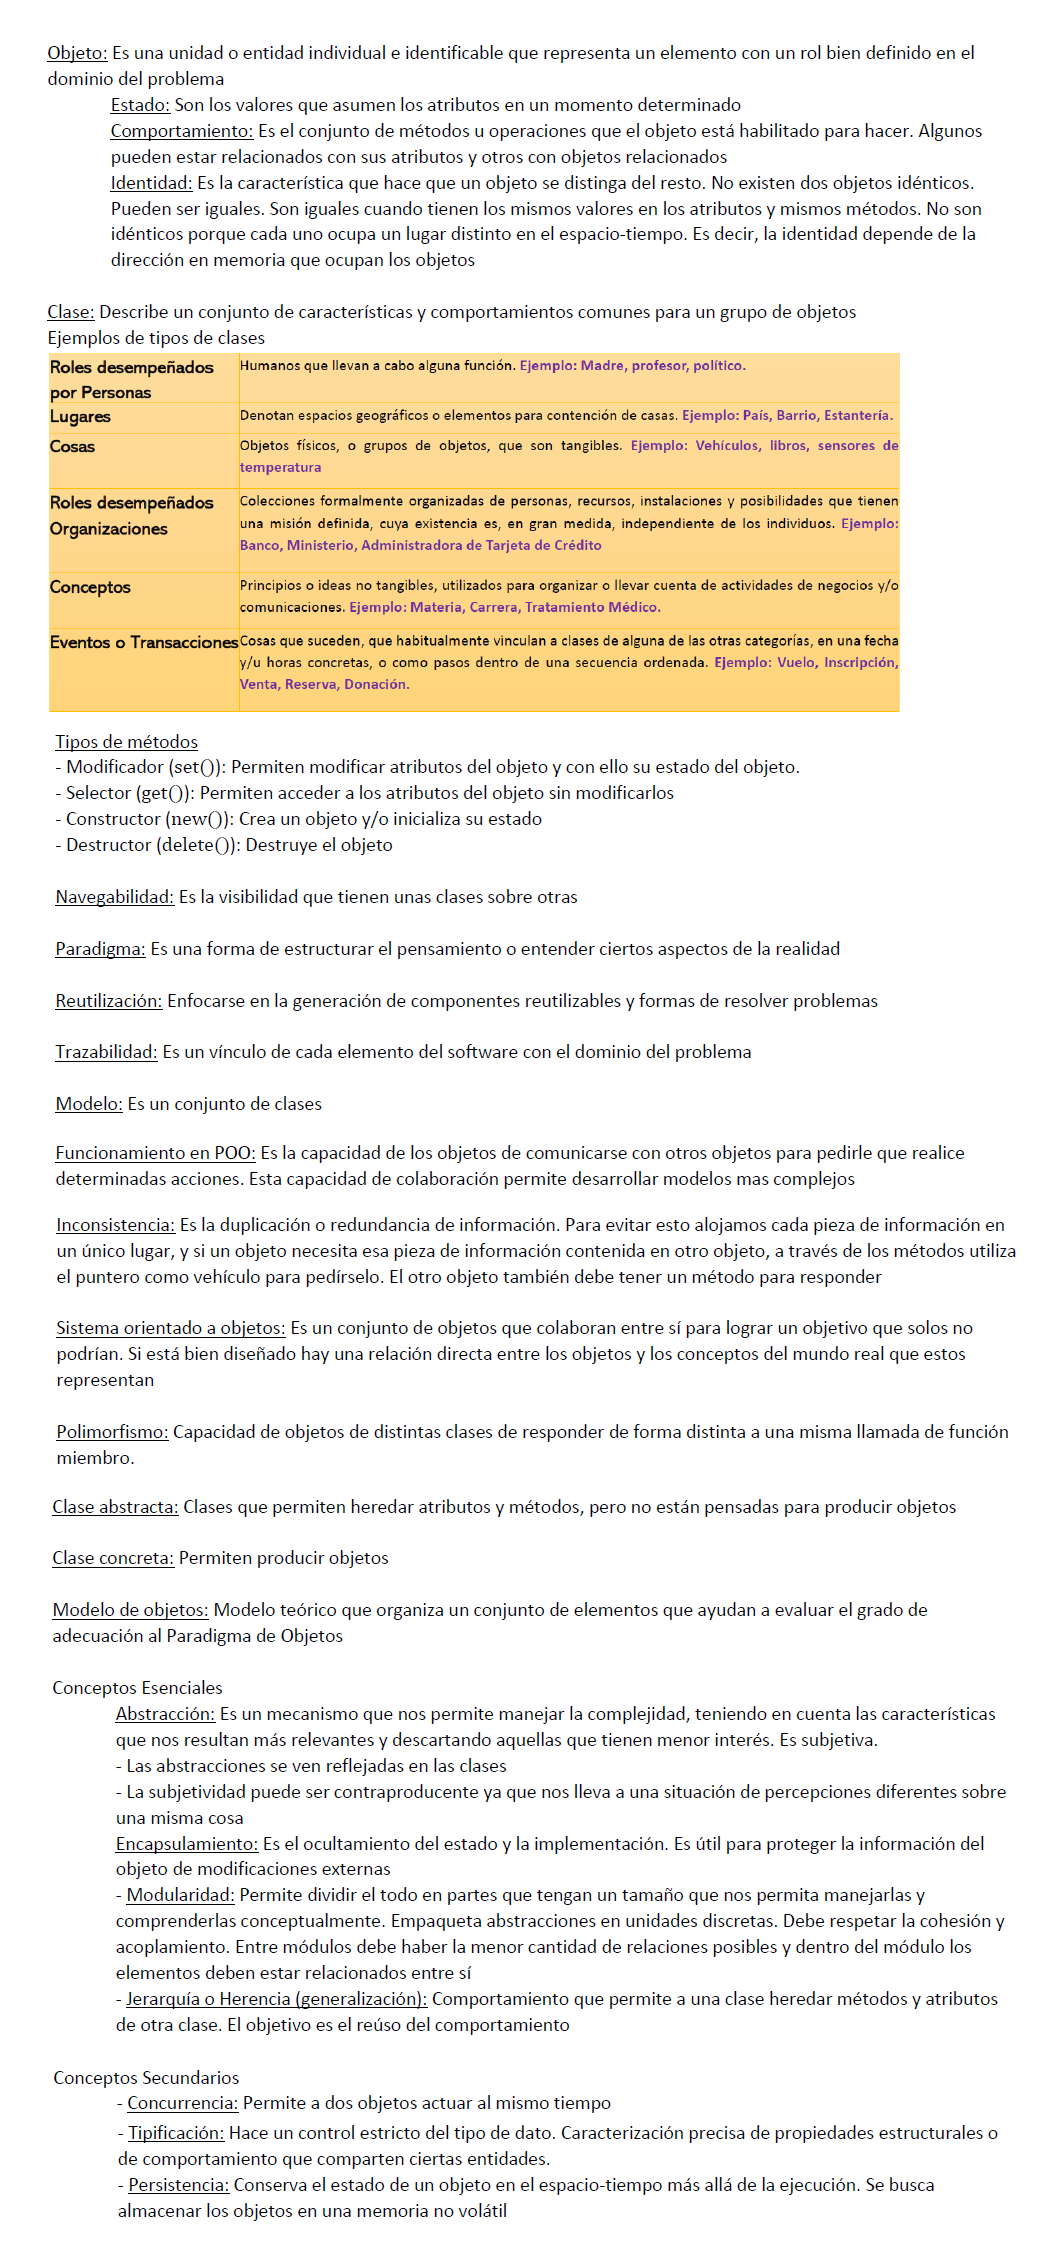 Objeto: Es una unidad o entidad individual e identificable que representa un elemento con un rol bien definido en el
dominio del problema
Estado: Son los valores que asumen los atributos en un momento determinado
Comportamiento: Es el conjunto de métodos u operaciones que el objeto está habilitado para hacer. Algunos
pueden estar relacionados con sus atributos y otros con objetos relacionados
Identidad: Es la característica que hace que un objeto se distinga del resto. No existen dos objetos idénticos.
Pueden ser iguales. Son iguales cuando tienen los mismos valores en los atributos y mismos métodos. No son
idénticos porque cada uno ocupa un lugar distinto en el espacio-tiempo. Es decir, la identidad depende de la
dirección en memoria que ocupan los objetos
Clase: Describe un conjunto de características y comportamientos comunes para un grupo de objetos
Ejemplos de tipos de clases
Roles desempeñados
por Personas
Humanos que llevan a cabo alguna función. Ejemplo: Madre, profesor, político.
Lugares
Denotan espacios geográficos o elementos para contención de casas. Ejemplo: País, Barrio, Estantería.
Cosas
Objetos físicos, o grupos de objetos, que son tangibles. Ejemplo: Vehículos, libros, sensores de
temperatura
Roles desempeñados
Organizaciones
Colecciones formalmente organizadas de personas, recursos, instalaciones y posibilidades que tienen
una misión definida, cuya existencia es, en gran medida, independiente de los individuos. Ejemplo:
Banco, Ministerio, Administradora de Tarjeta de Crédito
Conceptos
Principios o ideas no tangibles, utilizados para organizar o llevar cuenta de actividades de negocios y/o
comunicaciones. Ejemplo: Materia, Carrera, Tratamiento Médico.
Eventos o Transacciones
Cosas que suceden, que habitualmente vinculan a clases de alguna de las otras categorías, en una fecha
y/u horas concretas, o como pasos dentro de una secuencia ordenada. Ejemplo: Vuelo, Inscripción,
Venta, Reserva, Donación.
Tipos de métodos
- Modificador (set()): Permiten modificar atributos del objeto y con ello su estado del objeto.
- Selector (get()): Permiten acceder a los atributos del objeto sin modificarlos
- Constructor (new()): Crea un objeto y/o inicializa su estado
- Destructor (delete()): Destruye el objeto
Navegabilidad: Es la visibilidad que tienen unas clases sobre otras
Paradigma: Es una forma de estructurar el pensamiento o entender ciertos aspectos de la realidad
Reutilización: Enfocarse en la generación de componentes reutilizables y formas de resolver problemas
Trazabilidad: Es un vínculo de cada elemento del software con el dominio del problema
Modelo: Es un conjunto de clases
Funcionamiento en POO: Es la capacidad de los objetos de comunicarse con otros objetos para pedirle que realice
determinadas acciones. Esta capacidad de colaboración permite desarrollar modelos mas complejos
Inconsistencia: Es la duplicación o redundancia de información. Para evitar esto alojamos cada pieza de información en
un único lugar, y si un objeto necesita esa pieza de información contenida en otro objeto, a través de los métodos utiliza
el puntero como vehículo para pedírselo. El otro objeto también debe tener un método para responder
Sistema orientado a objetos: Es un conjunto de objetos que colaboran entre sí para lograr un objetivo que solos no
podrían. Si está bien diseñado hay una relación directa entre los objetos y los conceptos del mundo real que estos
representan
Polimorfismo: Capacidad de objetos de distintas clases de responder de forma distinta a una misma llamada de función
miembro.
Clase abstracta: Clases que permiten heredar atributos y métodos, pero no están pensadas para producir objetos
Clase concreta: Permiten producir objetos
Modelo de objetos: Modelo teórico que organiza un conjunto de elementos que ayudan a evaluar el grado de
adecuación al Paradigma de Objetos
Conceptos Esenciales
Abstracción: Es un mecanismo que nos permite manejar la complejidad, teniendo en cuenta las características
que nos resultan más relevantes y descartando aquellas que tienen menor interés. Es subjetiva.
- Las abstracciones se ven reflejadas en las clases
- La subjetividad puede ser contraproducente ya que nos lleva a una situación de percepciones diferentes sobre
una misma cosa
Encapsulamiento: Es el ocultamiento del estado y la implementación. Es útil para proteger la información del
objeto de modificaciones externas
- Modularidad: Permite dividir el todo en partes que tengan un tamaño que nos permita manejarlas y
comprenderlas conceptualmente. Empaqueta abstracciones en unidades discretas. Debe respetar la cohesión y
acoplamiento. Entre módulos debe haber la menor cantidad de relaciones posibles y dentro del módulo los
elementos deben estar relacionados entre sí
- Jerarquía o Herencia (generalización): Comportamiento que permite a una clase heredar métodos y atributos
de otra clase. El objetivo es el reúso del comportamiento
Conceptos Secundarios
- Concurrencia: Permite a dos objetos actuar al mismo tiempo
- Tipificación: Hace un control estricto del tipo de dato. Caracterización precisa de propiedades estructurales o
de comportamiento que comparten ciertas entidades.
- Persistencia: Conserva el estado de un objeto en el espacio-tiempo más allá de la ejecución. Se busca
almacenar los objetos en una memoria no volátil